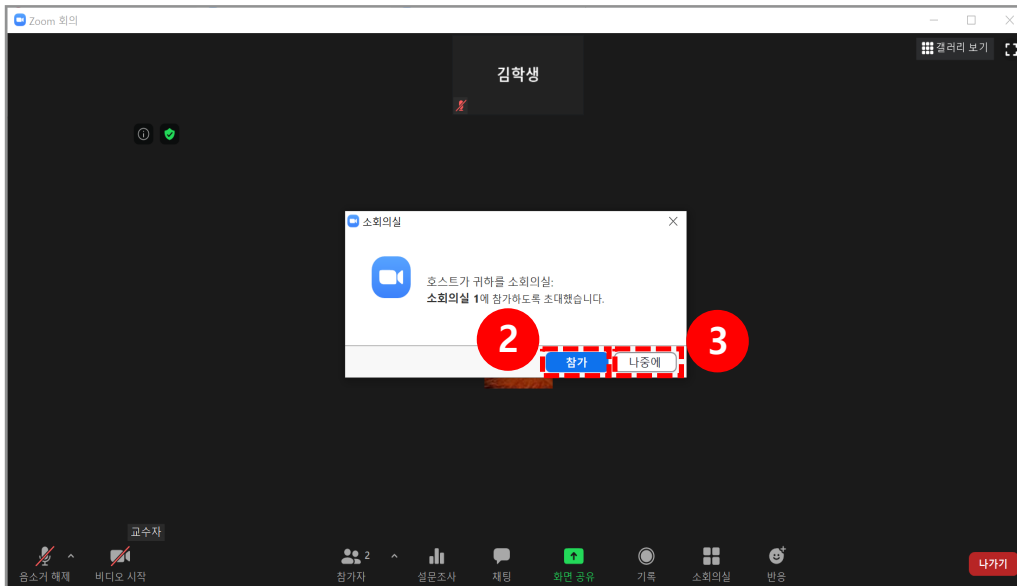 Zoom 회의
갤러리 보기
김학생
소회의실
호스트가 귀하를 소회의실:
소회의실 1에 참가하도록 초대했습니다.
2
참가
나중에
3
교수자
음소거 해제
비디오 시작
2
참가자
설문조사
채팅
화면 공유
기록
소회의실
반응
나가기